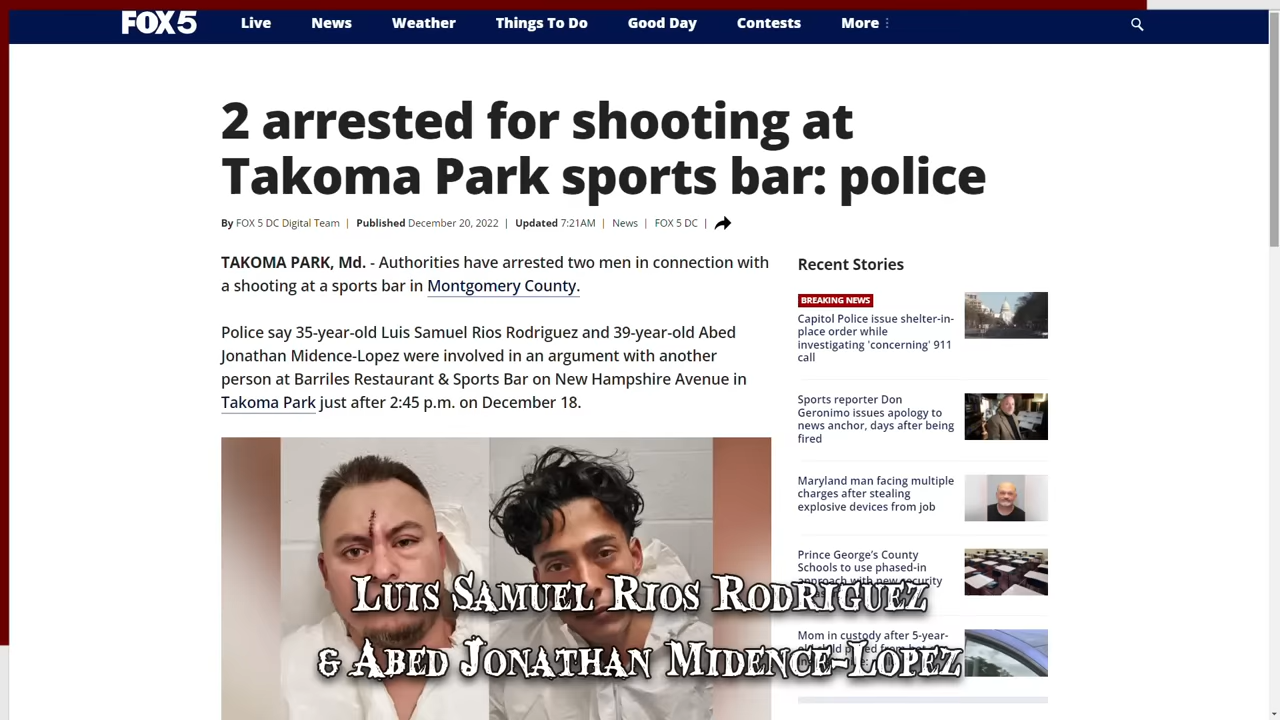 FOX 5
Live News Weather Things To Do Good Day Contests More
2 arrested for shooting at
Takoma Park sports bar: police
By FOX 5 DC Digital Team | Published December 20, 2022 | Updated 7:21AM | News | FOX 5 DC |
TAKOMA PARK, Md. - Authorities have arrested two men in connection with
a shooting at a sports bar in Montgomery County.
Police say 35-year-old Luis Samuel Rios Rodriguez and 39-year-old Abed
Jonathan Midence-Lopez were involved in an argument with another
person at Barriles Restaurant & Sports Bar on New Hampshire Avenue in
Takoma Park just after 2:45 p.m. on December 18.
Recent Stories
BREAKING NEWS
Capitol Police issue shelter-in-
place order while
investigating 'concerning' 911
call
Sports reporter Don
Geronimo issues apology to
news anchor, days after being
fired
Maryland man facing multiple
charges after stealing
explosive devices from job
Prince George's County
Schools to use phased-in
approach with new security
Mom in custody after 5-year-
Luis Samuel Rios Rodriguez
& Abed Jonathan Midence-Lopez